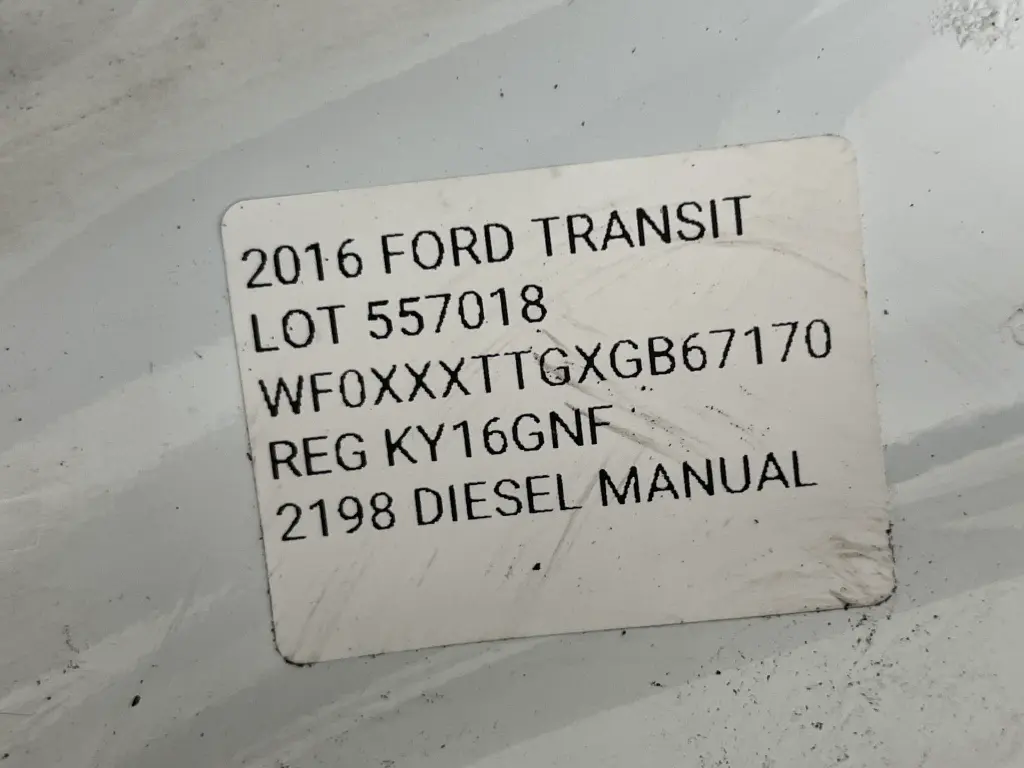 2016 FORD TRANSIT
LOT 557018
WF0XXXTTGXGB67170
REG KY16GNF
2198 DIESEL MANUAL